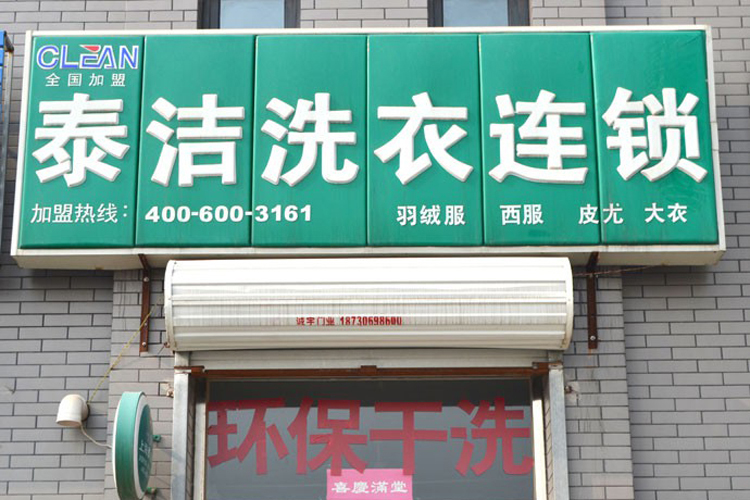 CLEAN
全国加盟
泰洁洗衣连锁
加盟热线：400-600-3161 羽绒服 西服 皮尤 大衣
诚宇门业 18730698600
环保干洗
喜慶滿堂